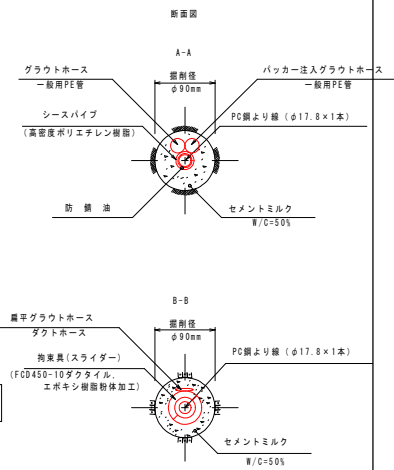 断面図
A-A
グラウトホース
一般用PE管
掘削径
φ90mm
パッカー注入グラウトホース
一般用PE管
シースパイプ
(高密度ポリエチレン樹脂)
PC鋼より線 (φ17.8×1本)
防 錆 油
セメントミルク
W/C=50%
B-B
扁平グラウトホース
ダクトホース
掘削径
φ90mm
拘束具(スライダー)
(FCD450-10ダクタイル,
エポキシ樹脂粉体加工)
PC鋼より線 (φ17.8×1本)
セメントミルク
W/C=50%